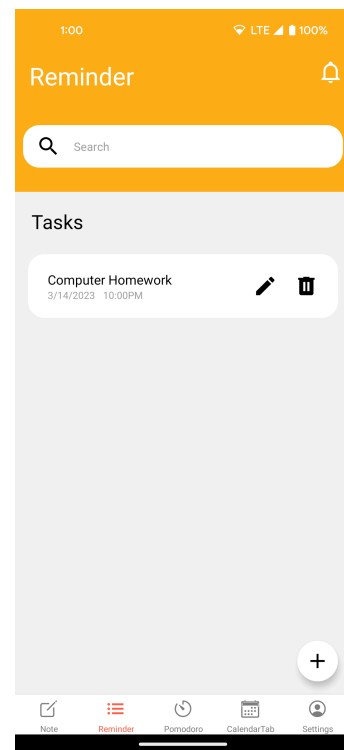 1:00 LTE 100%
Reminder
Search
Tasks
Computer Homework
3/14/2023 10:00PM
Note Reminder Pomodoro CalendarTab Settings